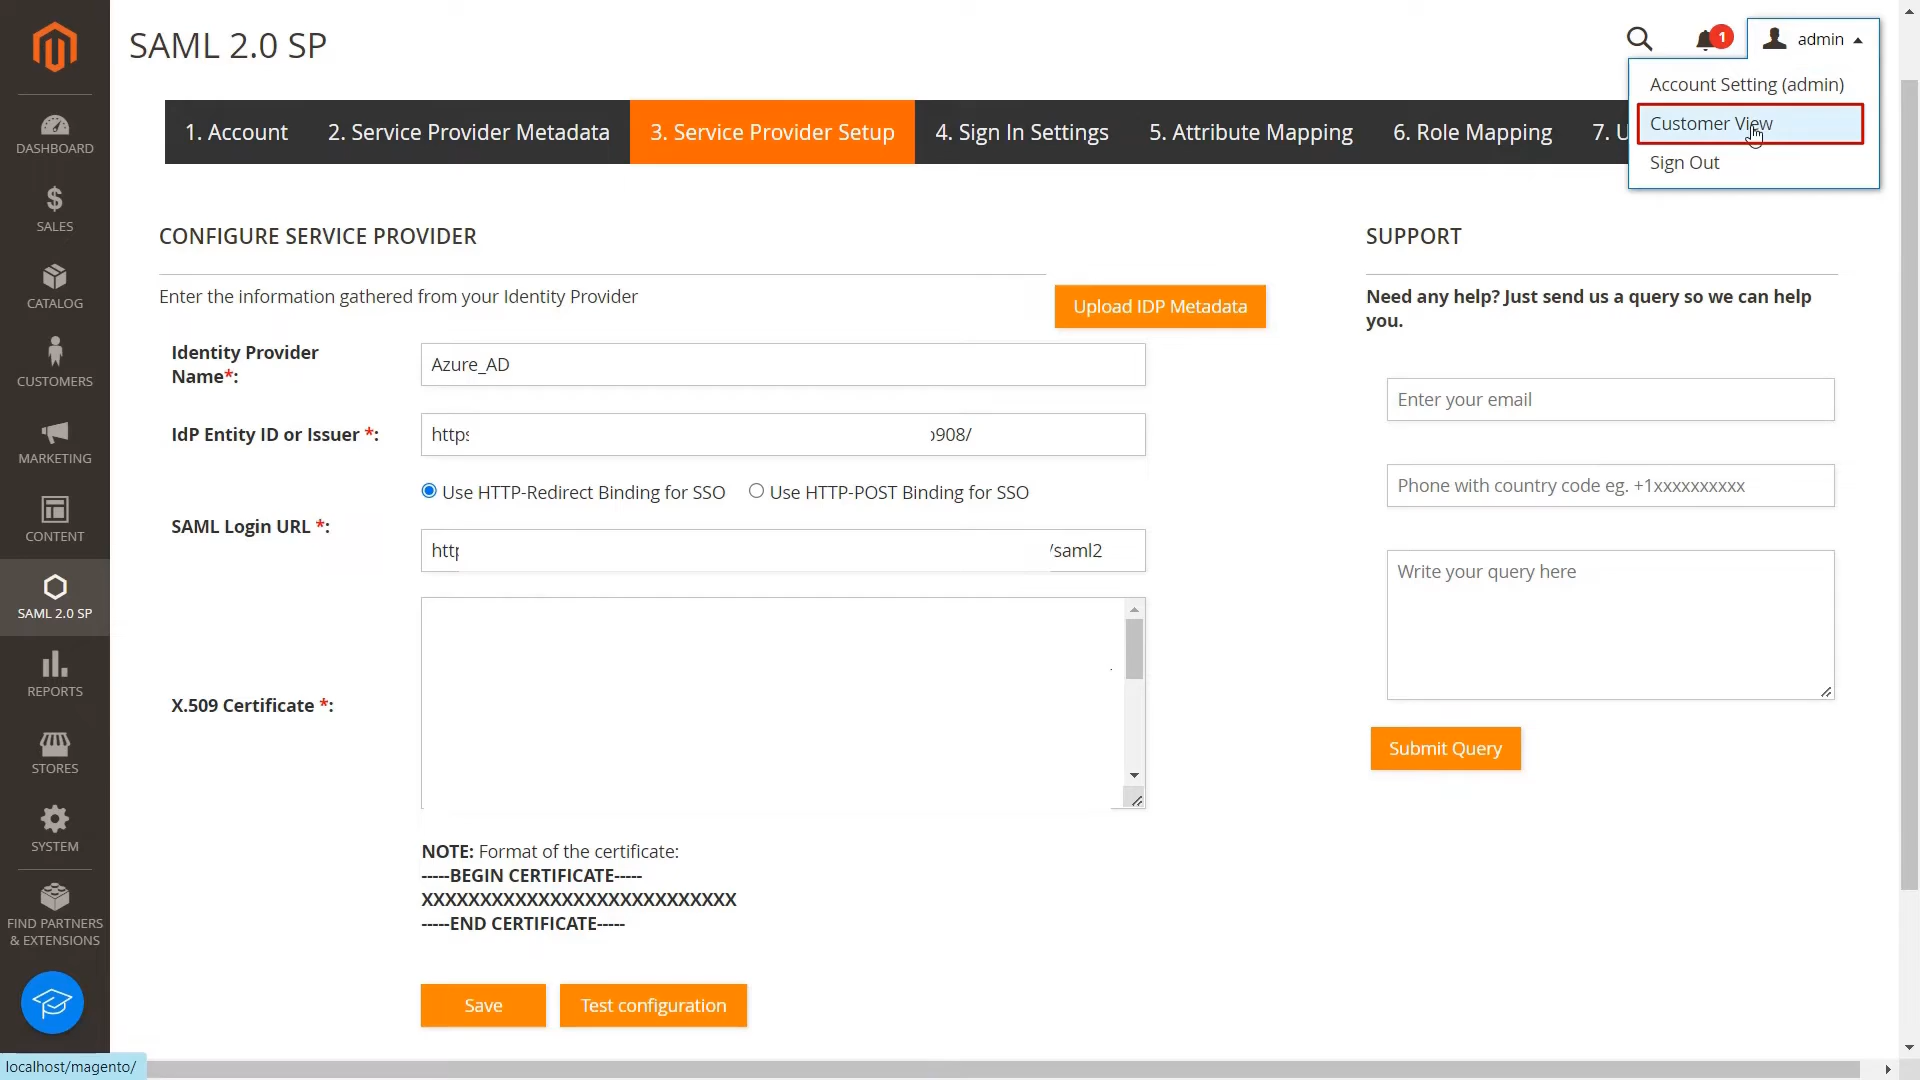 SAML 2.0 SP
1
admin
Account Setting (admin)
Customer View
Sign Out
1. Account
2. Service Provider Metadata
3. Service Provider Setup
4. Sign In Settings
5. Attribute Mapping
6. Role Mapping
7. U
DASHBOARD
SALES
CATALOG
CUSTOMERS
MARKETING
CONTENT
SAML 2.0 SP
REPORTS
STORES
SYSTEM
FIND PARTNERS
& EXTENSIONS
CONFIGURE SERVICE PROVIDER
Enter the information gathered from your Identity Provider
Upload IDP Metadata
Identity Provider
Name*:
Azure_AD
IdP Entity ID or Issuer *:
https 908/
Use HTTP-Redirect Binding for SSO
Use HTTP-POST Binding for SSO
SAML Login URL *:
http /saml2
X.509 Certificate *:
NOTE: Format of the certificate:
-----BEGIN CERTIFICATE-----
XXXXXXXXXXXXXXXXXXXXXXXXXXX
-----END CERTIFICATE-----
Save
Test configuration
SUPPORT
Need any help? Just send us a query so we can help
you.
Enter your email
Phone with country code eg. +1xxxxxxxxxx
Write your query here
Submit Query
localhost/magento/